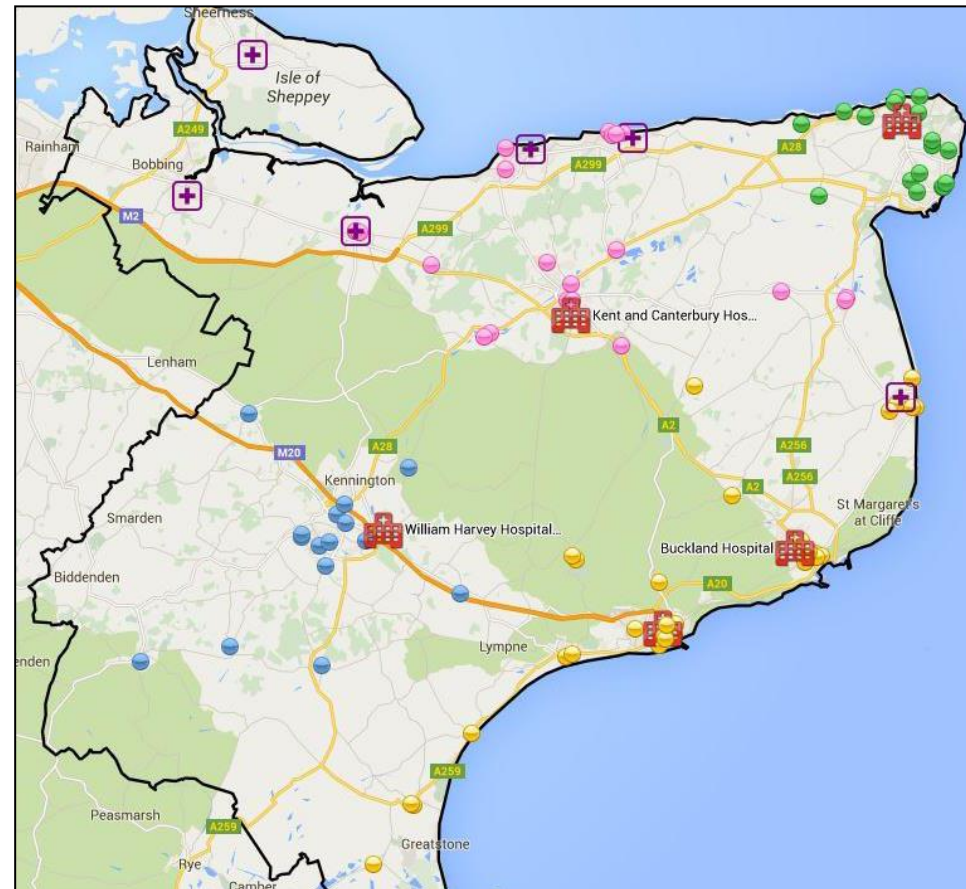 Sheerness
Isle of
Sheppey
A249
Rainham
Bobbing
A299
A28
M2
A299
Kent and Canterbury Hos...
Lenham
A28
A2
M20
A256
Kennington
A256
A2
St Margaret's
at Cliffe
Smarden
William Harvey Hospital...
Buckland Hospital
Biddenden
A20
Lympne
enden
A259
Peasmarsh
A259
Greatstone
Rye
Camber